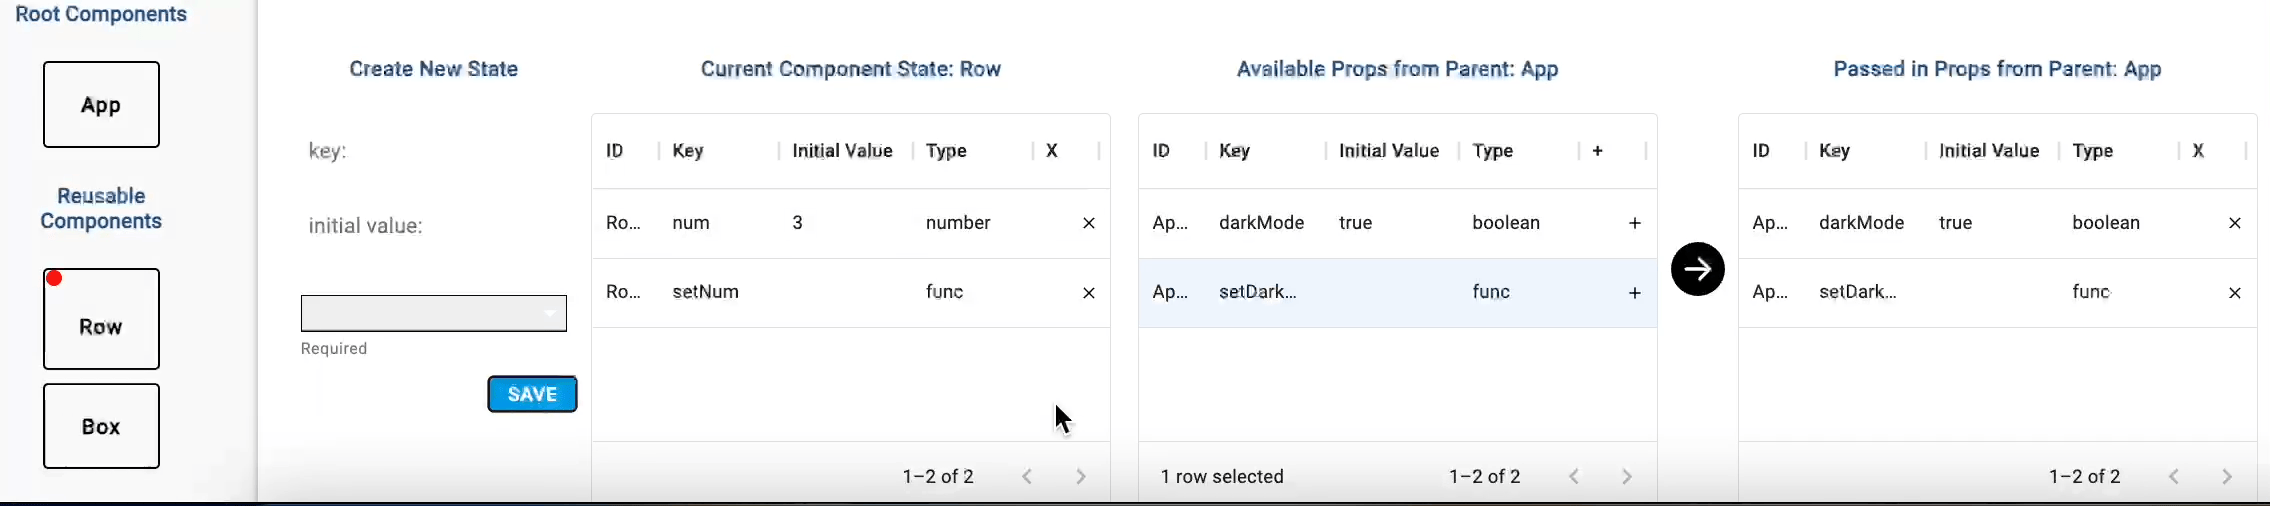 Root Components
App
Reusable
Components
Row
Box
Create New State
key:
initial value:
Required
SAVE
Current Component State: Row
ID Key Initial Value Type X
Ro... num 3 number ×
Ro... setNum func ×
1–2 of 2
Available Props from Parent: App
ID Key Initial Value Type +
Ap... darkMode true boolean +
Ap... setDark... func +
1 row selected 1–2 of 2
Passed in Props from Parent: App
ID Key Initial Value Type X
Ap... darkMode true boolean ×
Ap... setDark... func ×
1–2 of 2